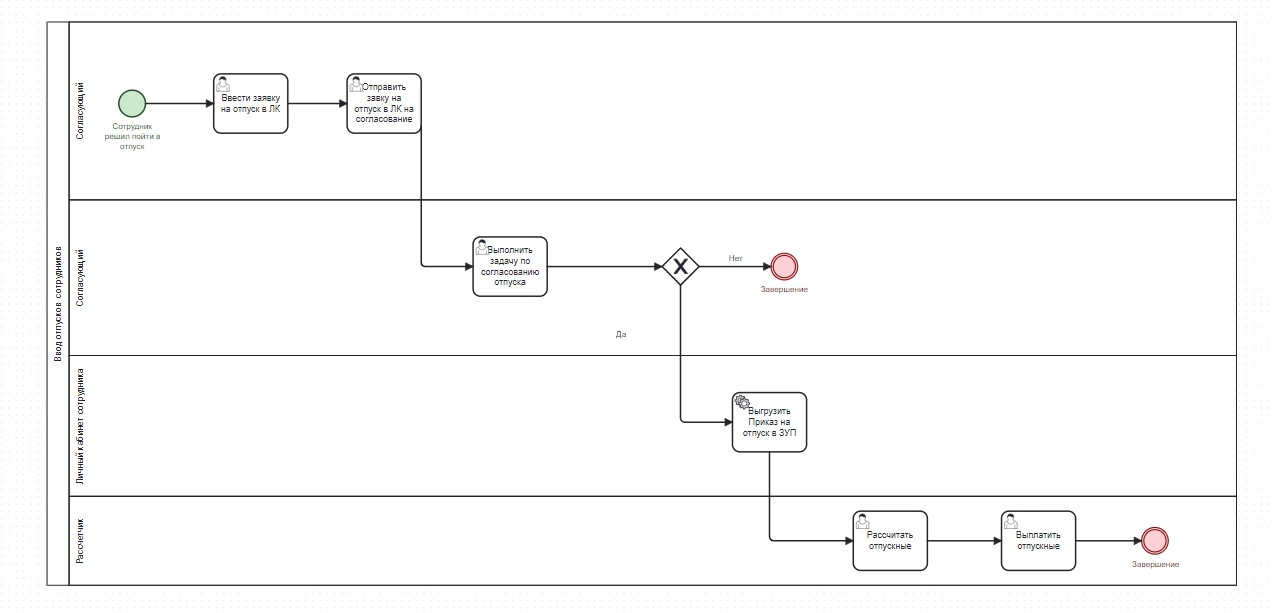 Ввод отпусков сотрудников
Согласующий
Сотрудник
решил пойти в
отпуск
Ввести заявку
на отпуск в ЛК
Отправить
завку на
отпуск в ЛК на
согласование
Согласующий
Выполнить
задачу по
согласованию
отпуска
Нет
Завершение
Да
Личный кабинет сотрудника
Выгрузить
Приказ на
отпуск в ЗУП
Рассчетчик
Рассчитать
отпускные
Выплатить
отпускные
Завершение